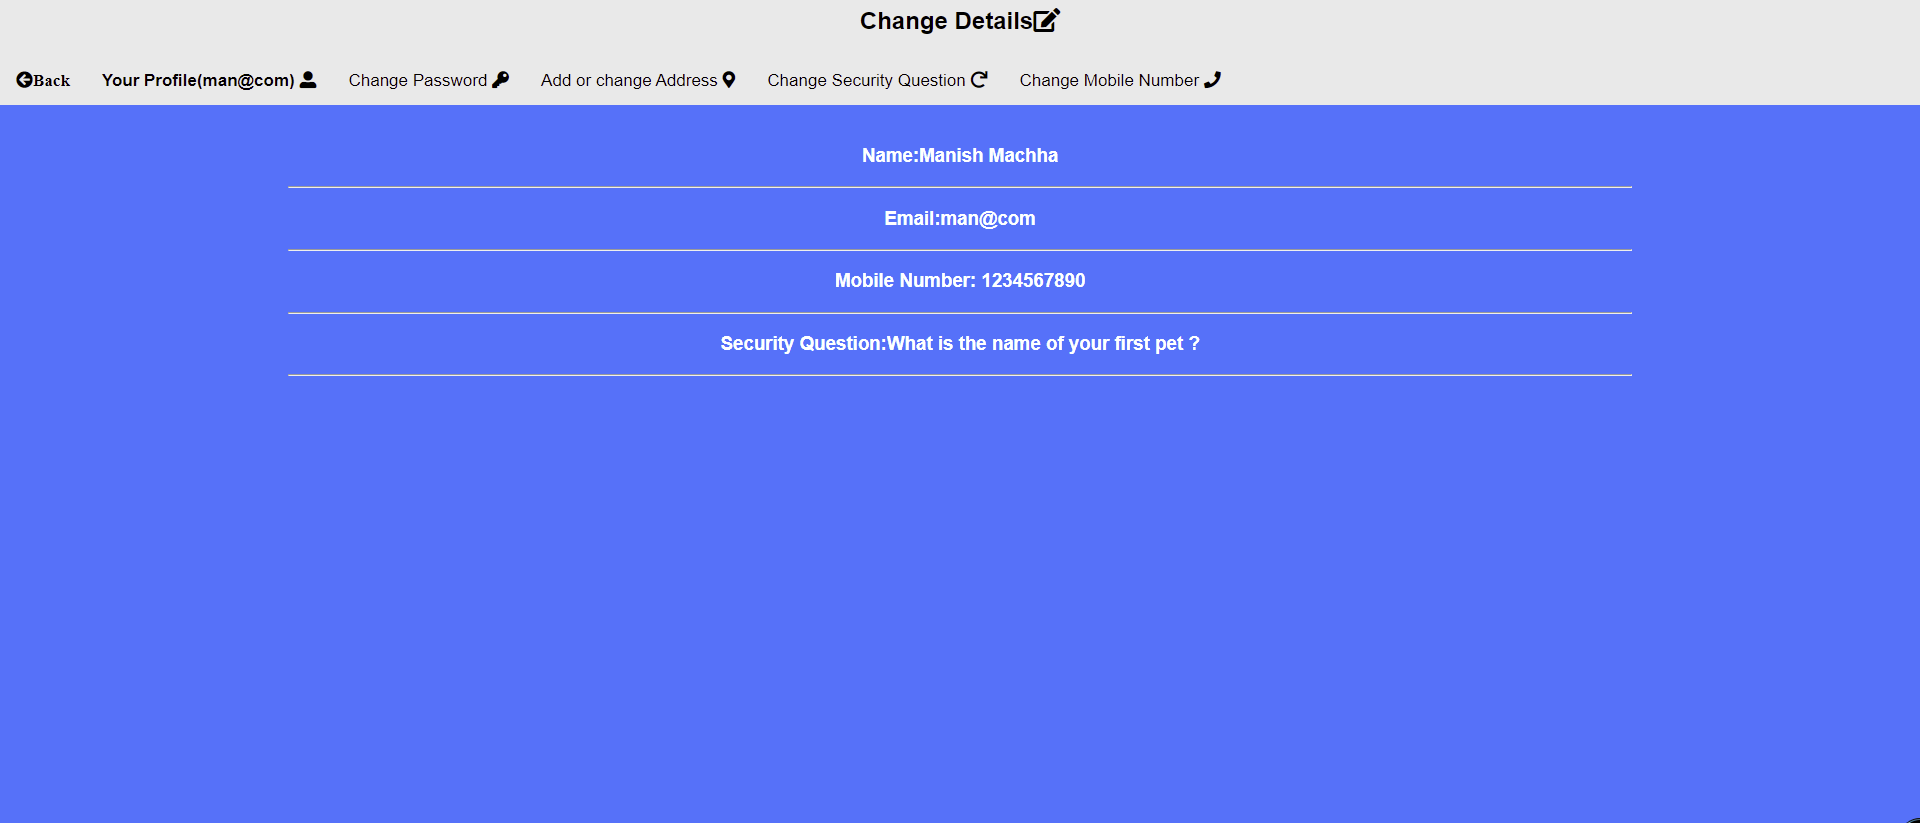 Change Details
Back Your Profile(man@com) Change Password Add or change Address Change Security Question Change Mobile Number
Name:Manish Machha
Email:man@com
Mobile Number: 1234567890
Security Question:What is the name of your first pet ?